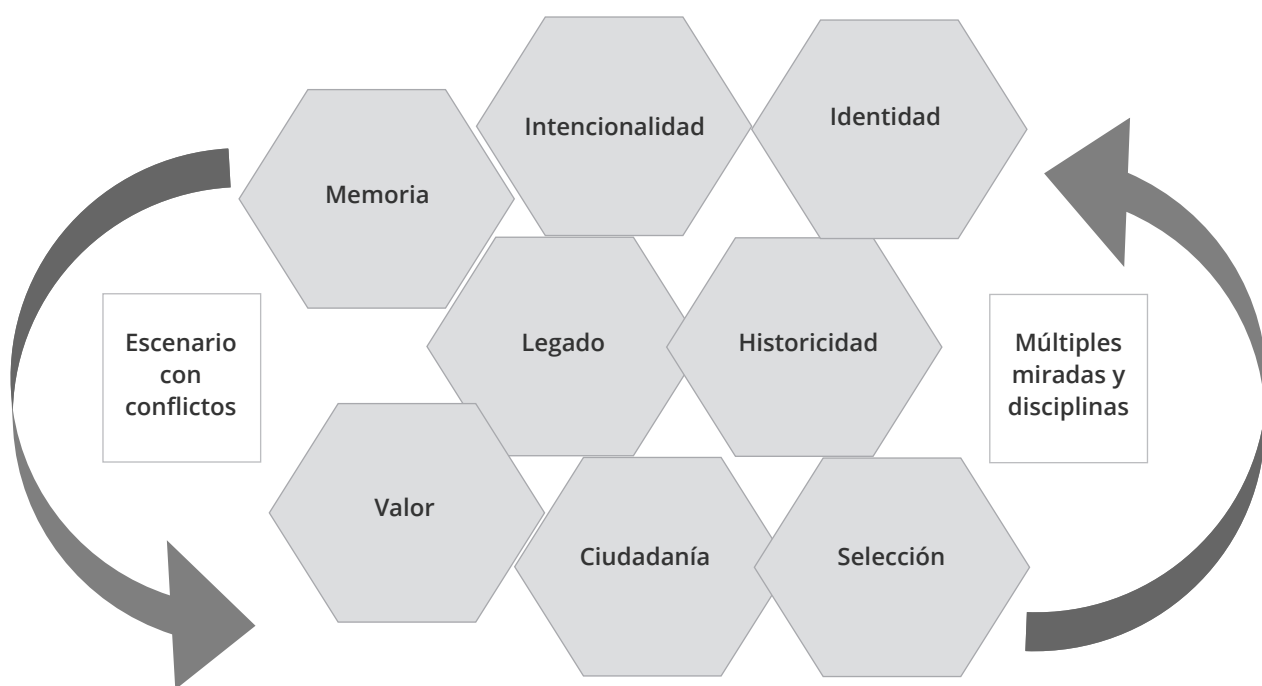 Intencionalidad
Identidad
Memoria
Escenario
con
conflictos
Legado
Historicidad
Múltiples
miradas y
disciplinas
Valor
Ciudadanía
Selección